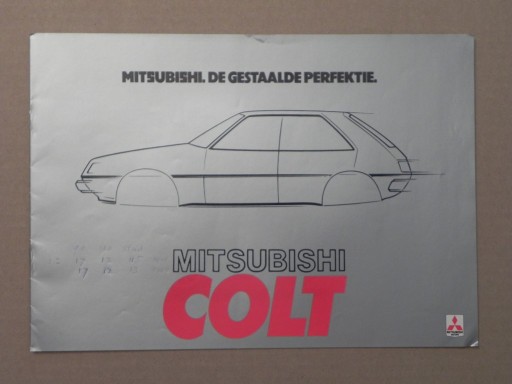 MITSUBISHI. DE GESTAALDE PERFEKTIE.
MITSUBISHI
COLT